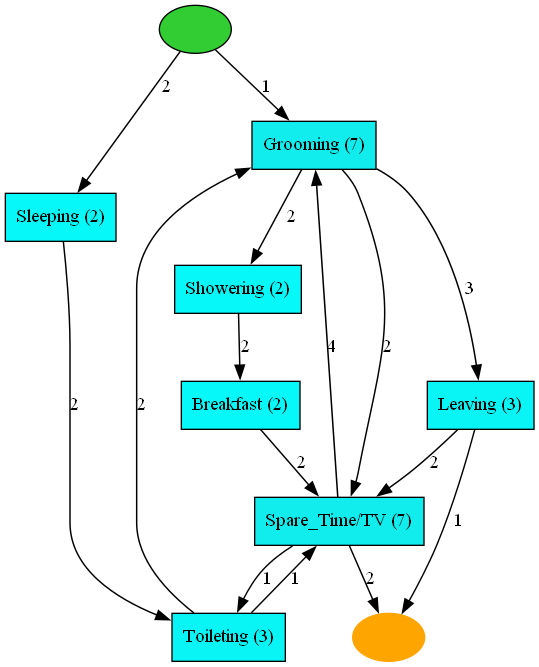 2
1
Grooming (7)
Sleeping (2)
2
Showering (2)
3
2
4
2
2
2
Breakfast (2)
Leaving (3)
2
2
Spare_Time/TV (7)
1
1
1
2
Toileting (3)